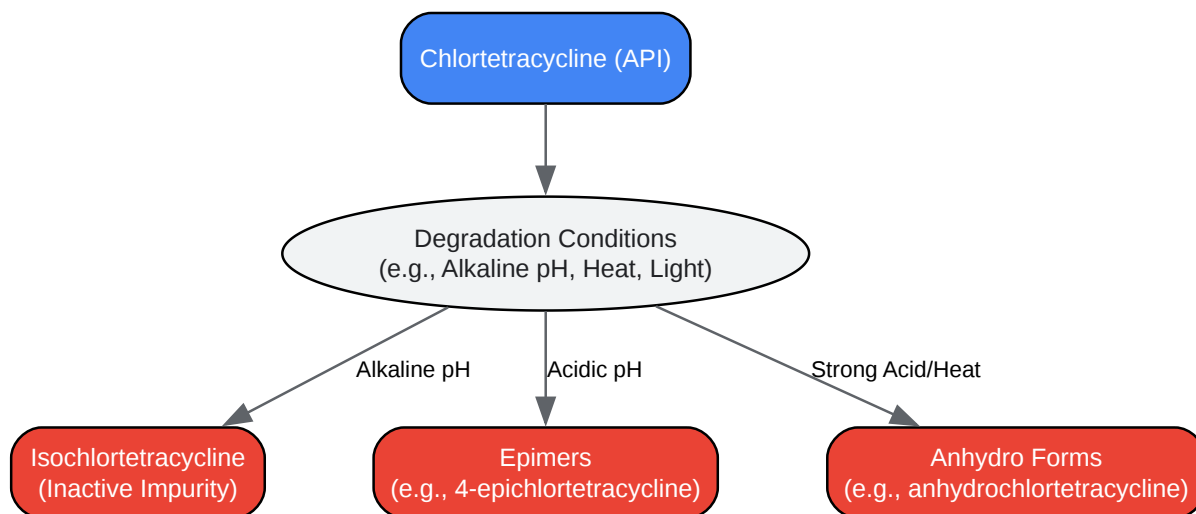 Chlortetracycline (API)
Degradation Conditions
(e.g., Alkaline pH, Heat, Light)
Alkaline pH
Acidic pH
Strong Acid/Heat
Isochlortetracycline
(Inactive Impurity)
Epimers
(e.g., 4-epichlortetracycline)
Anhydro Forms
(e.g., anhydrochlortetracycline)